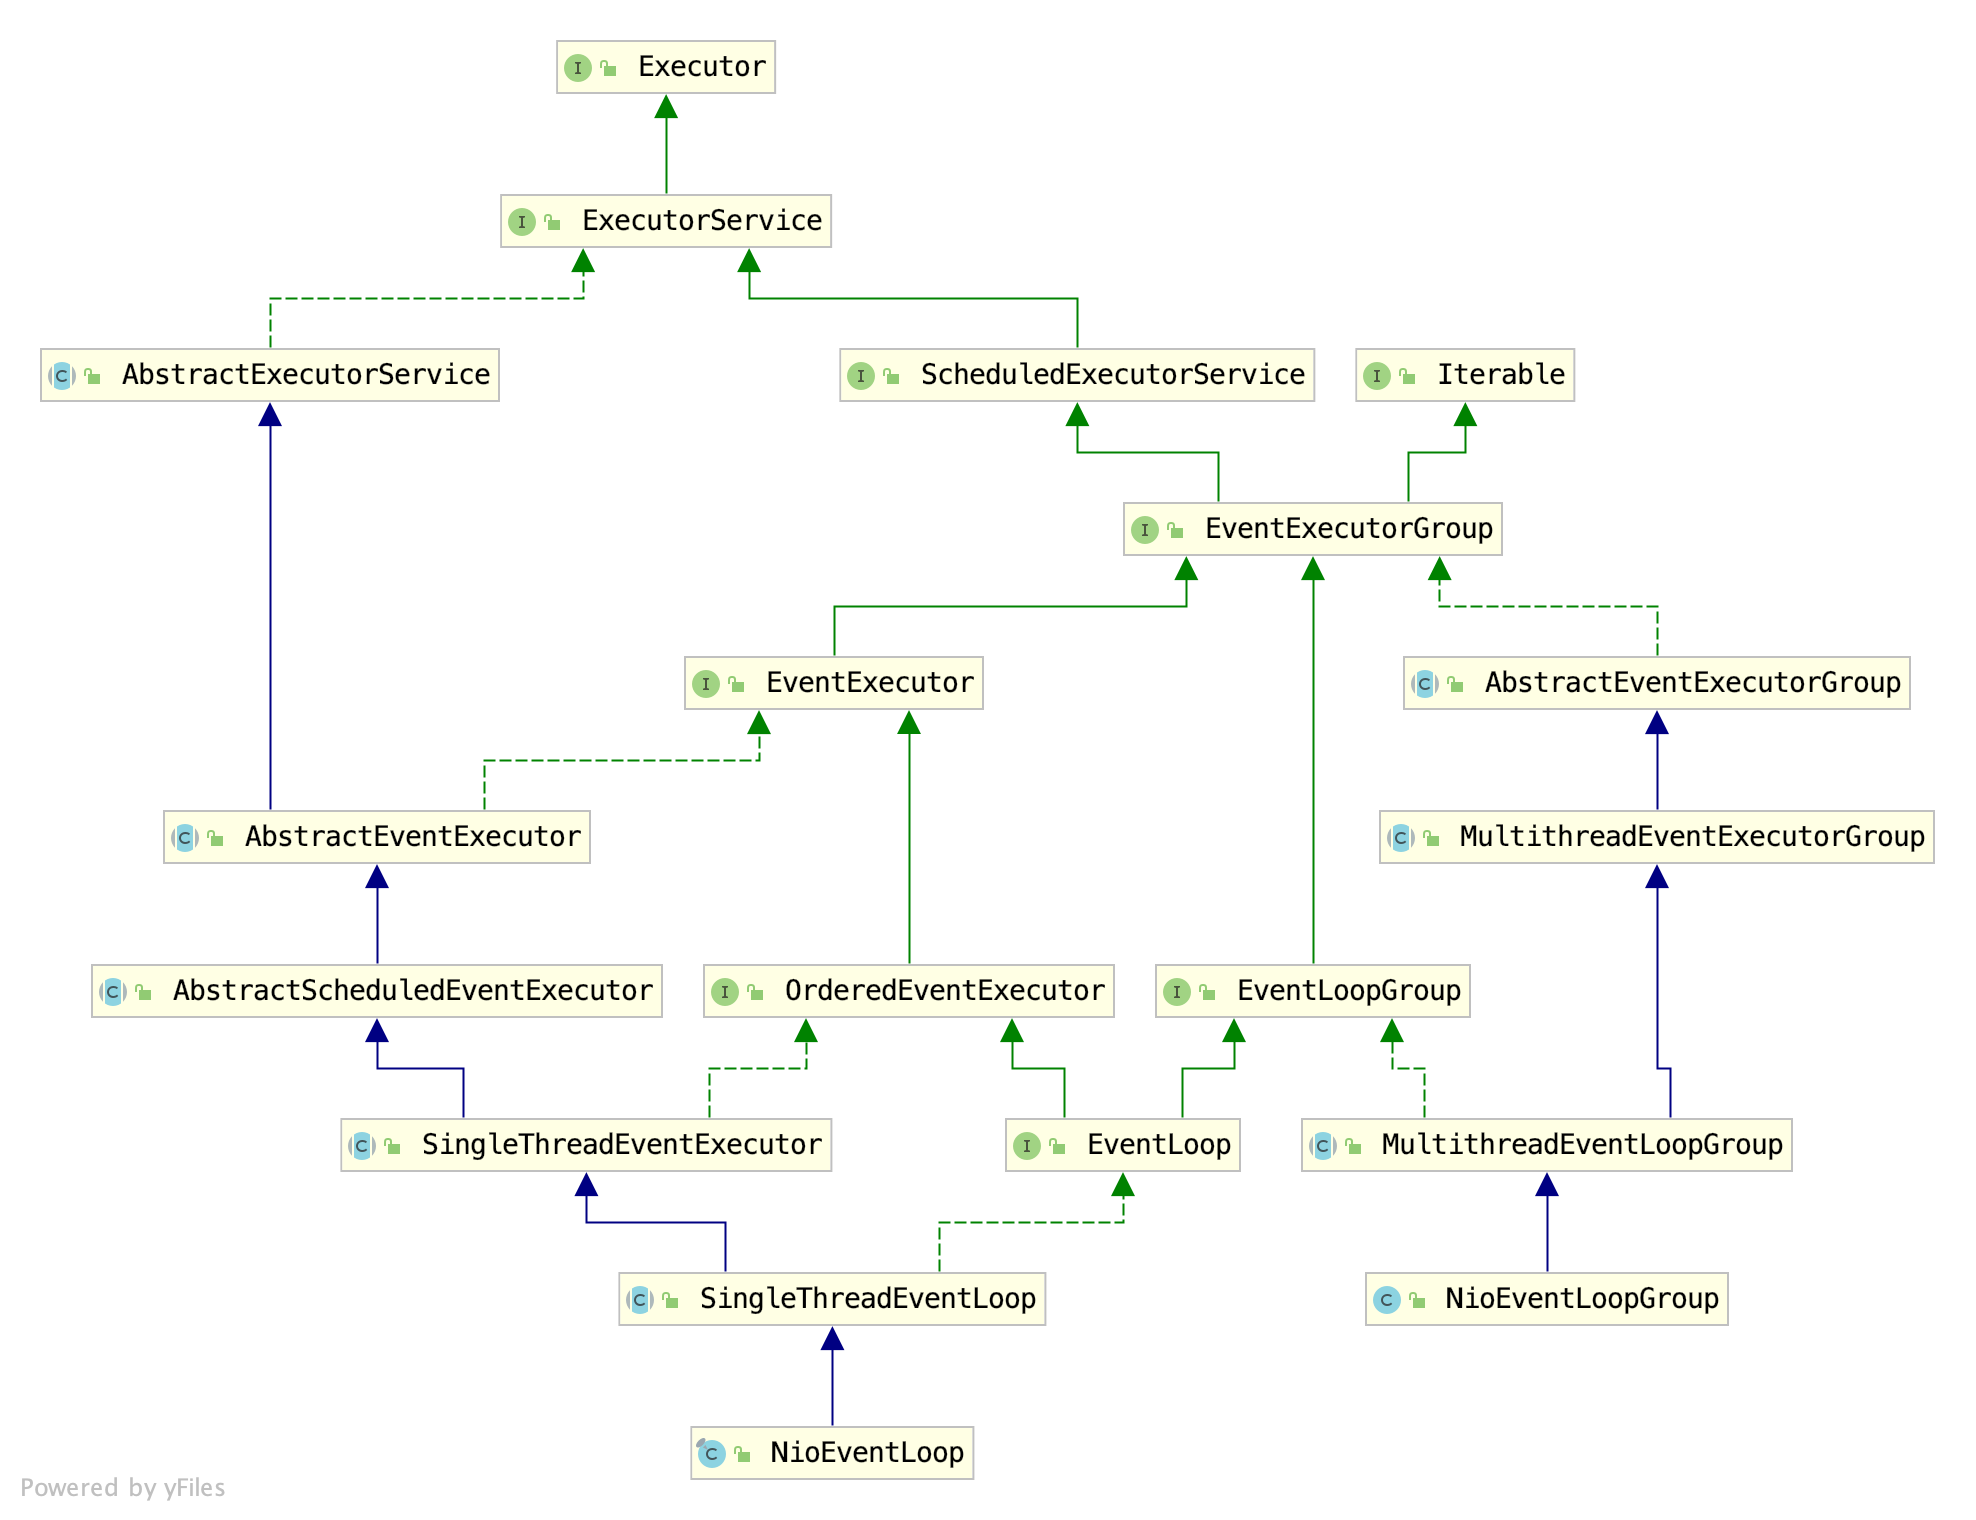 Executor
ExecutorService
AbstractExecutorService
ScheduledExecutorService
Iterable
EventExecutorGroup
EventExecutor
AbstractEventExecutorGroup
AbstractEventExecutor
MultithreadEventExecutorGroup
AbstractScheduledEventExecutor
OrderedEventExecutor
EventLoopGroup
SingleThreadEventExecutor
EventLoop
MultithreadEventLoopGroup
SingleThreadEventLoop
NioEventLoopGroup
NioEventLoop
Powered by yFiles